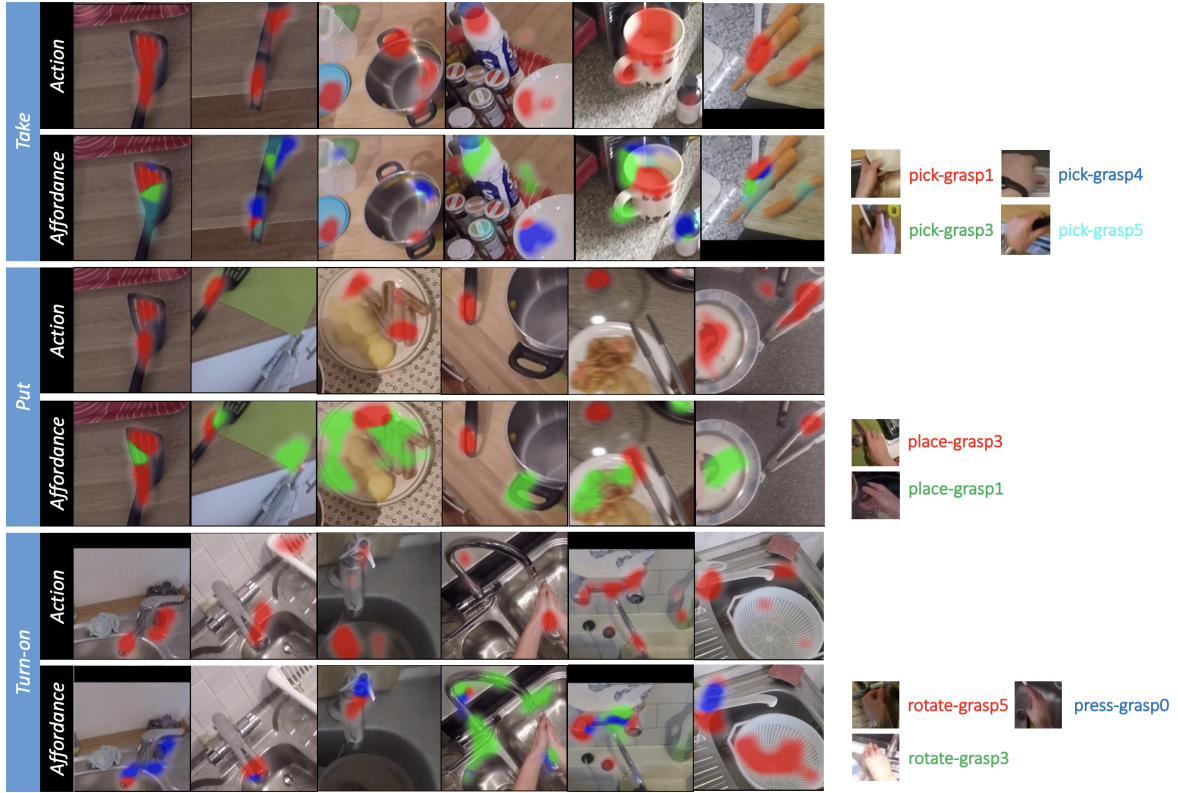 Take
Action
Affordance
pick-grasp1
pick-grasp4
pick-grasp3
pick-grasp5
Put
Action
Affordance
place-grasp3
place-grasp1
Turn-on
Action
Affordance
rotate-grasp5
press-grasp0
rotate-grasp3